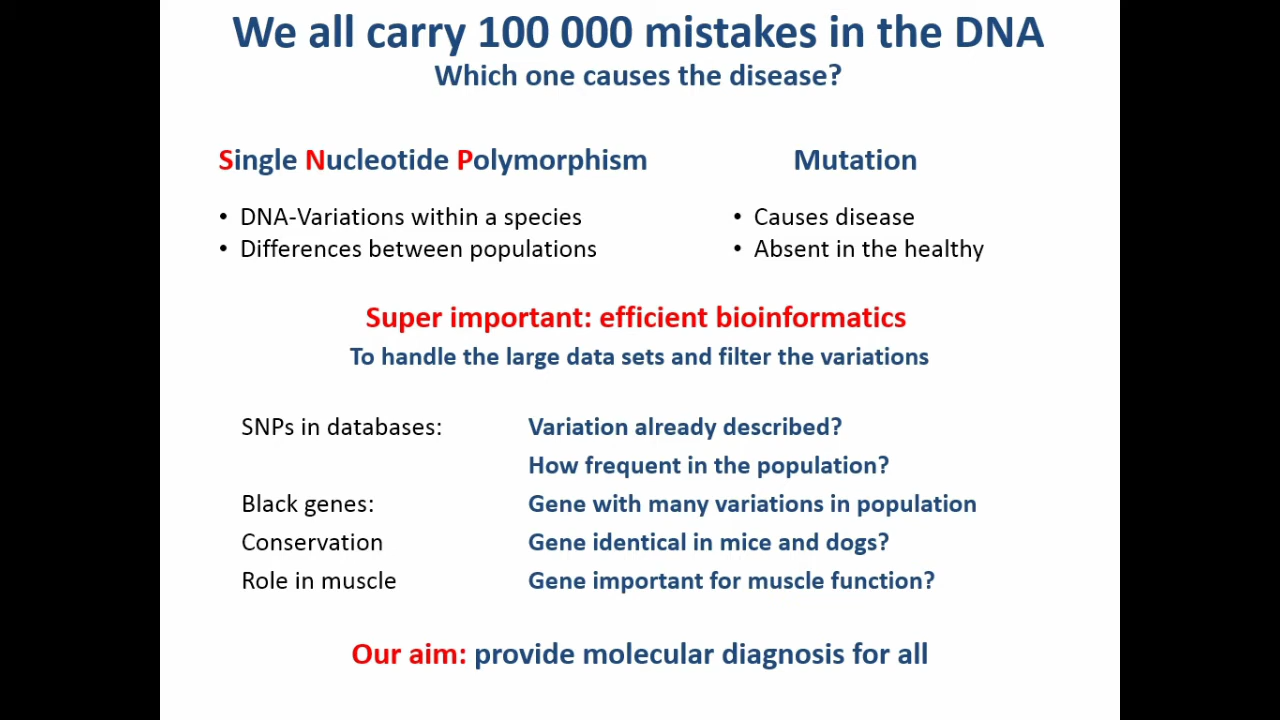 We all carry 100 000 mistakes in the DNA
Which one causes the disease?
Single Nucleotide Polymorphism
Mutation
• DNA-Variations within a species
• Differences between populations
• Causes disease
• Absent in the healthy
Super important: efficient bioinformatics
To handle the large data sets and filter the variations
SNPs in databases: Variation already described?
How frequent in the population?
Black genes: Gene with many variations in population
Conservation Gene identical in mice and dogs?
Role in muscle Gene important for muscle function?
Our aim: provide molecular diagnosis for all